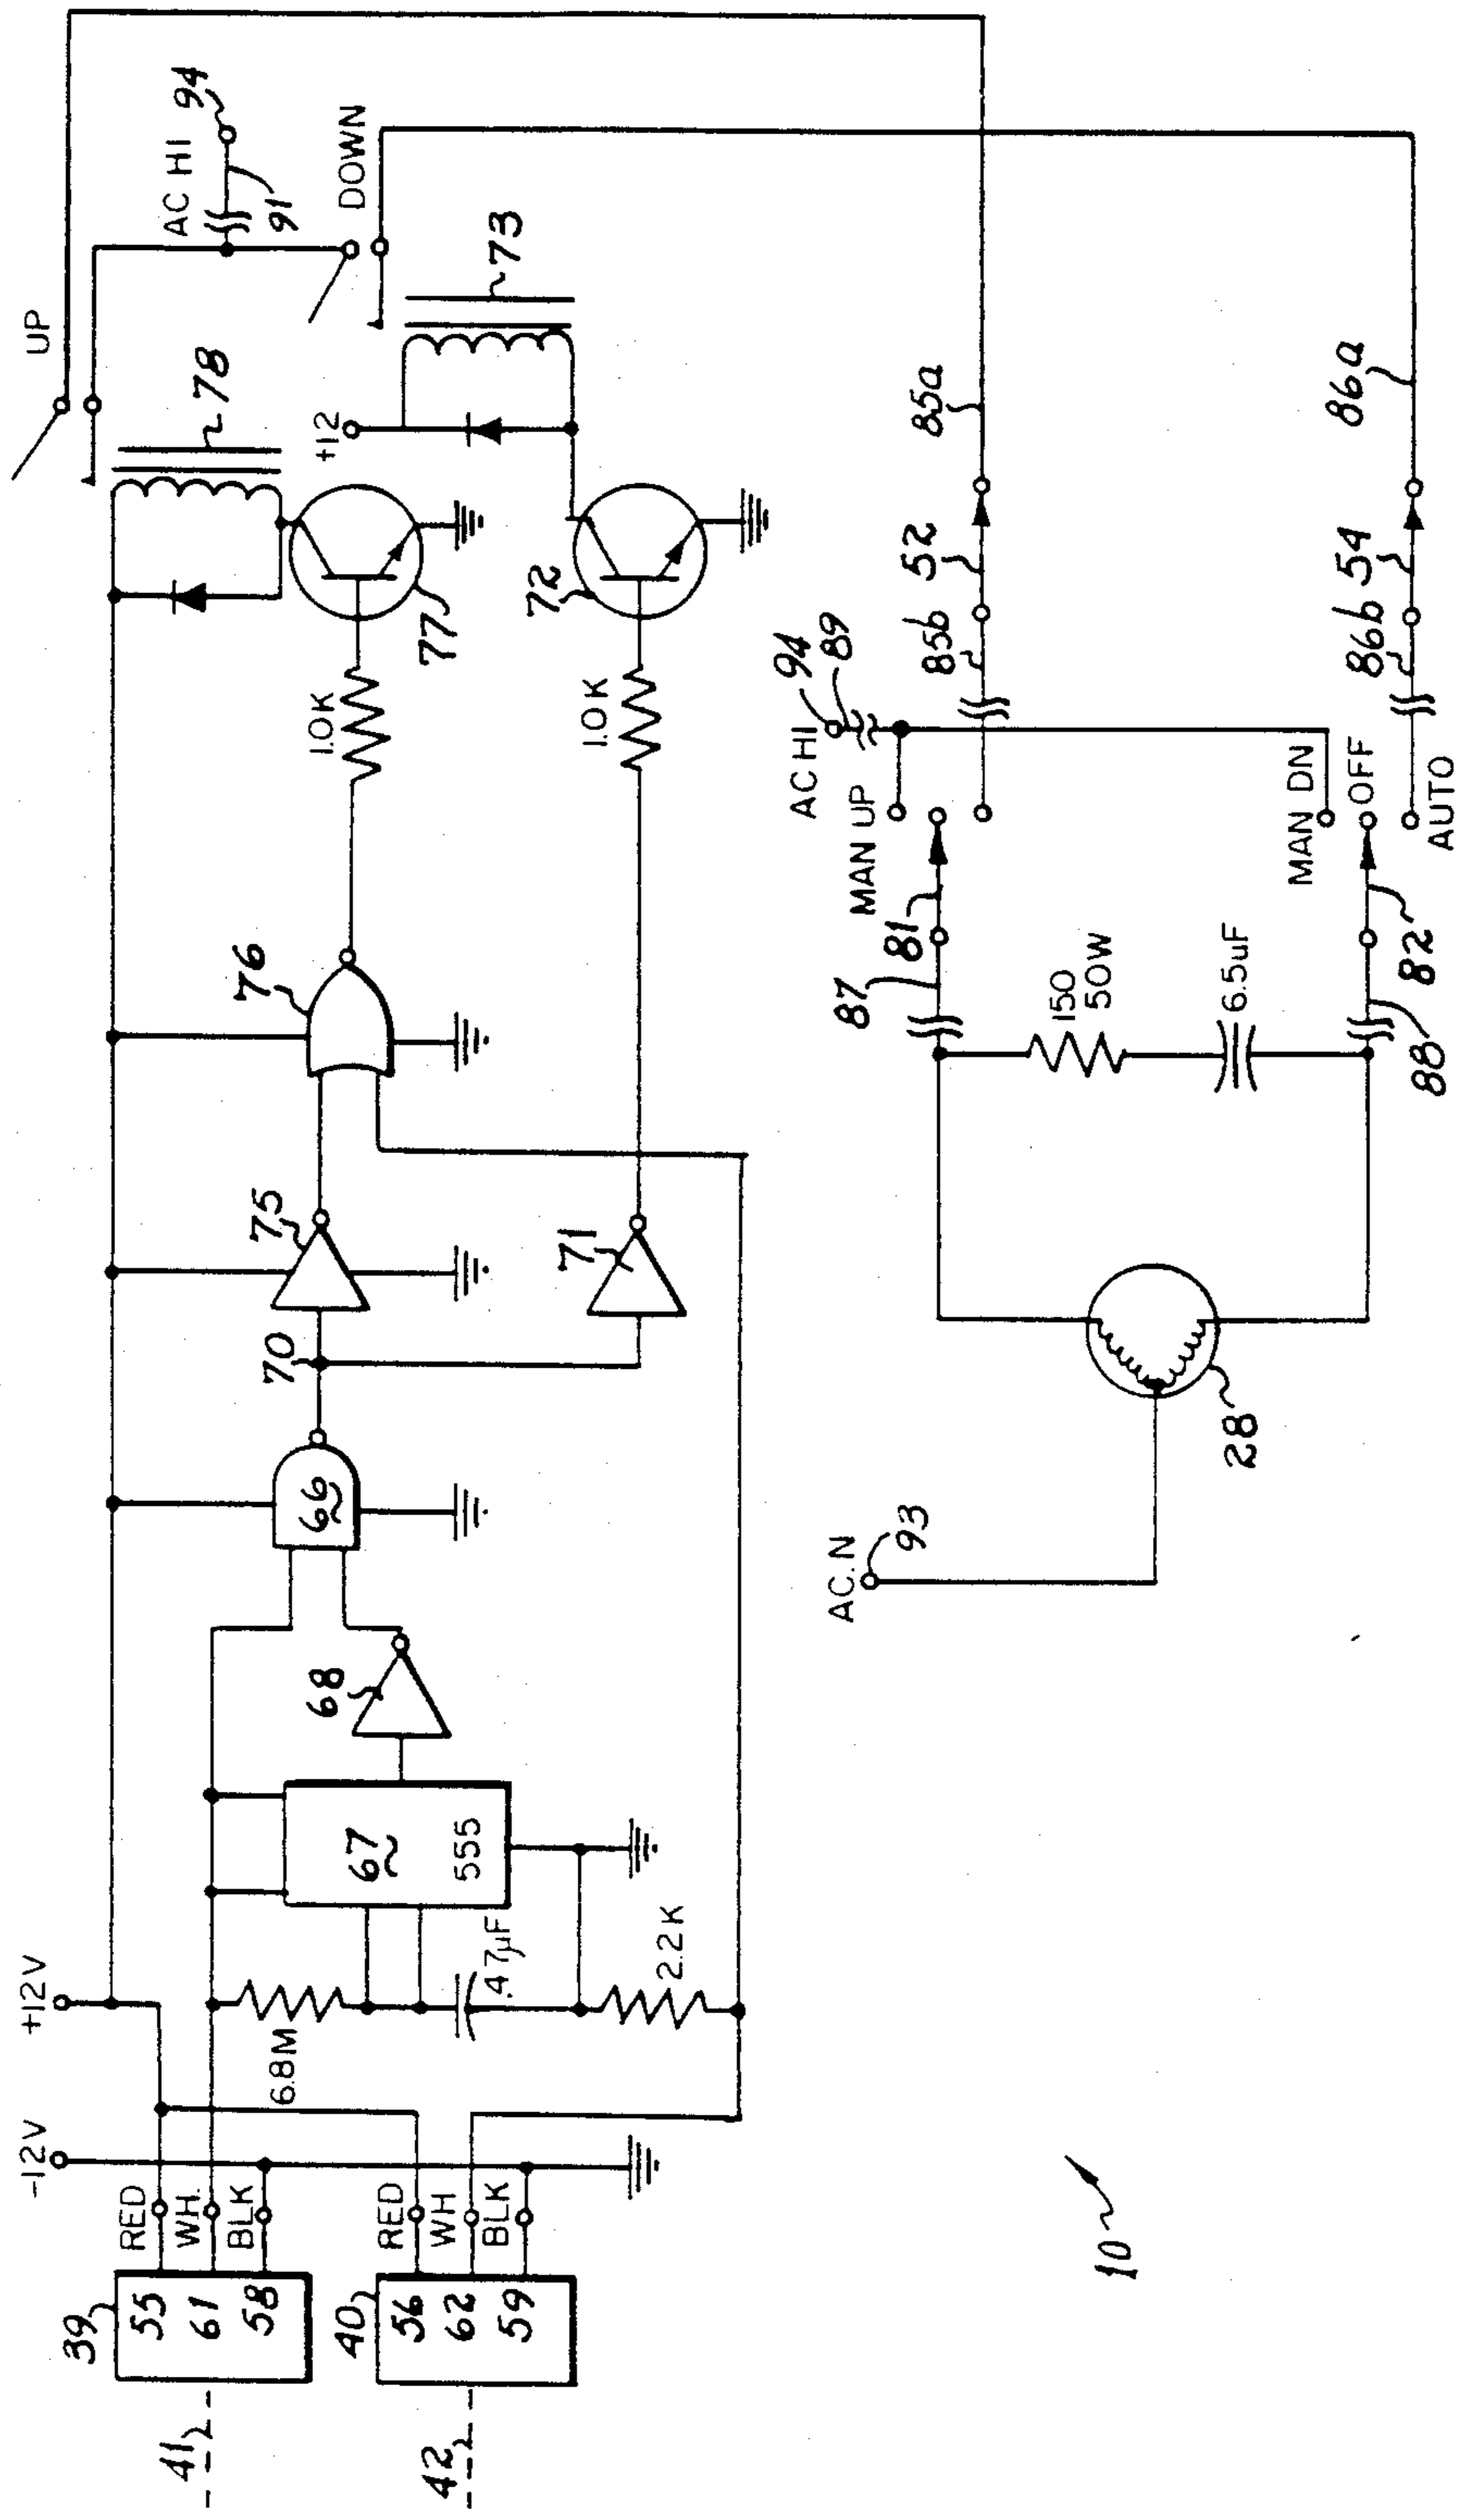 UP
AC HI 94
91
DOWN
78
73
+12
77
72
1.0K
1.0K
76
75
71
70
66
68
67
555
.47µF
2.2K
6.8M
+12V
-12V
RED
WH.
BLK
RED
WH
BLK
39
55
61
58
40
56
62
59
41
42
85a
86a
52
54
85b
86b
94
89
AC HI
MAN UP
MAN DN
OFF
AUTO
81
82
87
88
150
50W
6.5uF
28
AC.N
93
10